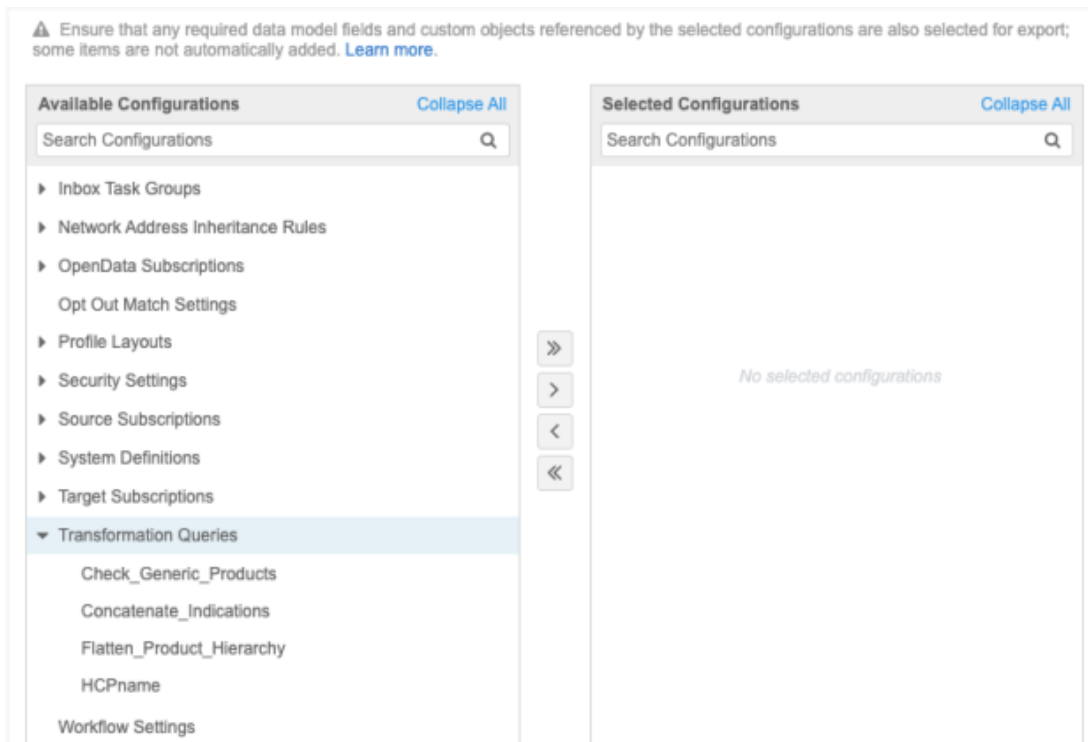 Ensure that any required data model fields and custom objects referenced by the selected configurations are also selected for export;
some items are not automatically added. Learn more.
Available Configurations Collapse All
Search Configurations
Inbox Task Groups
Network Address Inheritance Rules
OpenData Subscriptions
Opt Out Match Settings
Profile Layouts
Security Settings
Source Subscriptions
System Definitions
Target Subscriptions
Transformation Queries
Check_Generic_Products
Concatenate_Indications
Flatten_Product_Hierarchy
HCPname
Workflow Settings
Selected Configurations Collapse All
Search Configurations
No selected configurations